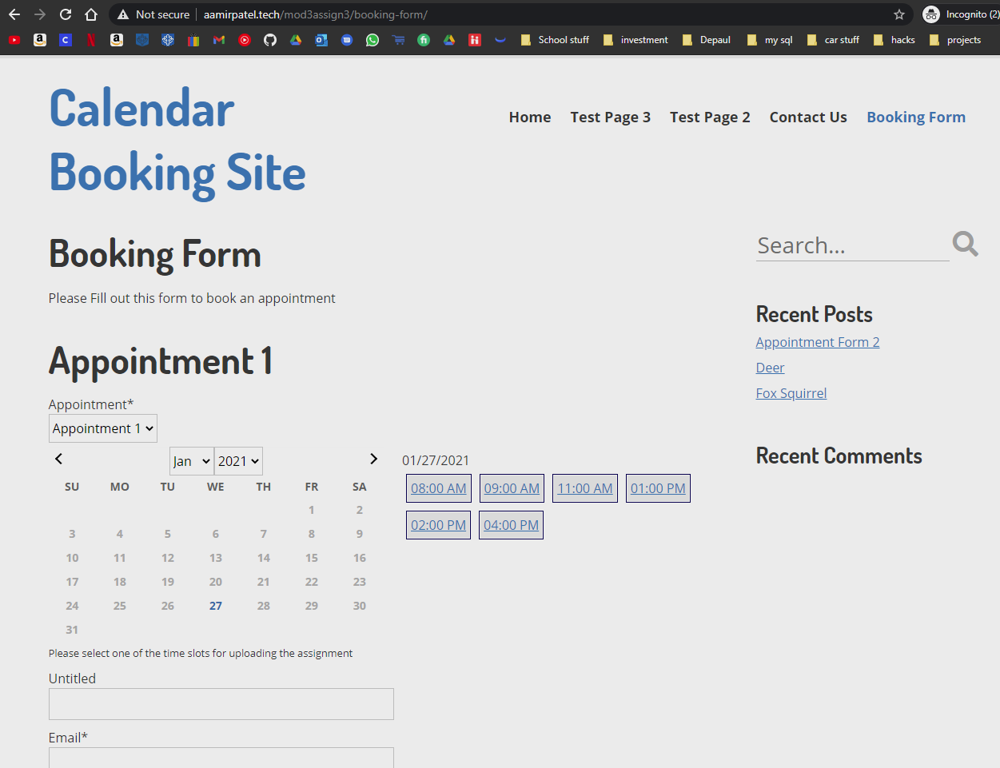 Not secure aamirpatel.tech/mod3assign3/booking-form/ Incognito (2)
School stuff investment Depaul my sql car stuff hacks projects
Calendar
Booking Site
Home Test Page 3 Test Page 2 Contact Us Booking Form
Booking Form
Please Fill out this form to book an appointment
Appointment 1
Appointment*
Appointment 1
Jan 2021
SU MO TU WE TH FR SA
1 2
3 4 5 6 7 8 9
10 11 12 13 14 15 16
17 18 19 20 21 22 23
24 25 26 27 28 29 30
31
01/27/2021
08:00 AM 09:00 AM 11:00 AM 01:00 PM
02:00 PM 04:00 PM
Please select one of the time slots for uploading the assignment
Untitled
Email*
Search...
Recent Posts
Appointment Form 2
Deer
Fox Squirrel
Recent Comments